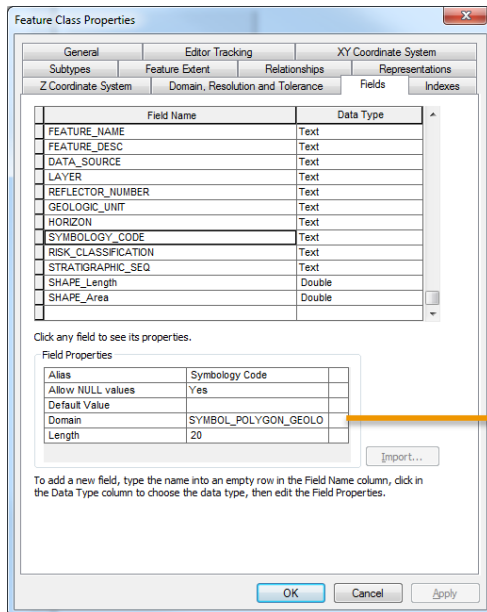 Feature Class Properties
General Editor Tracking XY Coordinate System
Subtypes Feature Extent Relationships Representations
Z Coordinate System Domain, Resolution and Tolerance Fields Indexes
Field Name Data Type
FEATURE_NAME Text
FEATURE_DESC Text
DATA_SOURCE Text
LAYER Text
REFLECTOR_NUMBER Text
GEOLOGIC_UNIT Text
HORIZON Text
SYMBOLOGY_CODE Text
RISK_CLASSIFICATION Text
STRATIGRAPHIC_SEQ Text
SHAPE_Length Double
SHAPE_Area Double
Click any field to see its properties.
Field Properties
Alias Symbology Code
Allow NULL values Yes
Default Value
Domain SYMBOL_POLYGON_GEOLO
Length 20
Import...
To add a new field, type the name into an empty row in the Field Name column, click in
the Data Type column to choose the data type, then edit the Field Properties.
OK Cancel Apply